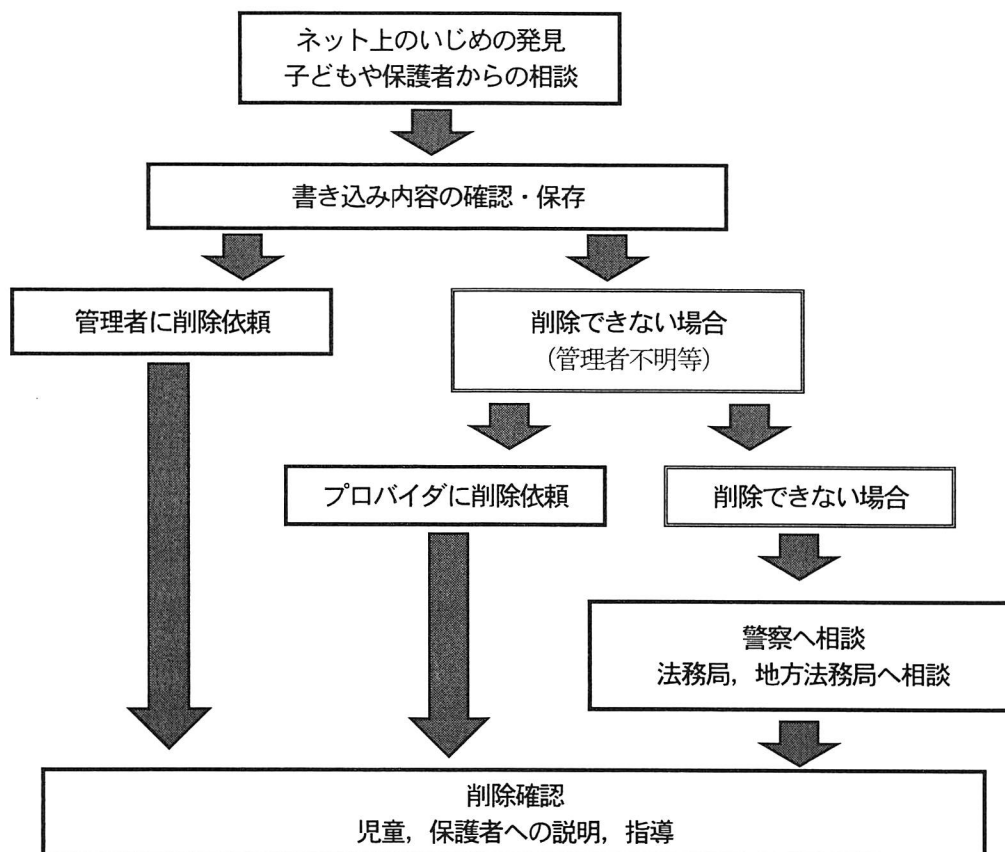 ネット上のいじめの発見
子どもや保護者からの相談
書き込み内容の確認・保存
管理者に削除依頼
削除できない場合
（管理者不明等）
プロバイダに削除依頼
削除できない場合
警察へ相談
法務局，地方法務局へ相談
削除確認
児童，保護者への説明，指導